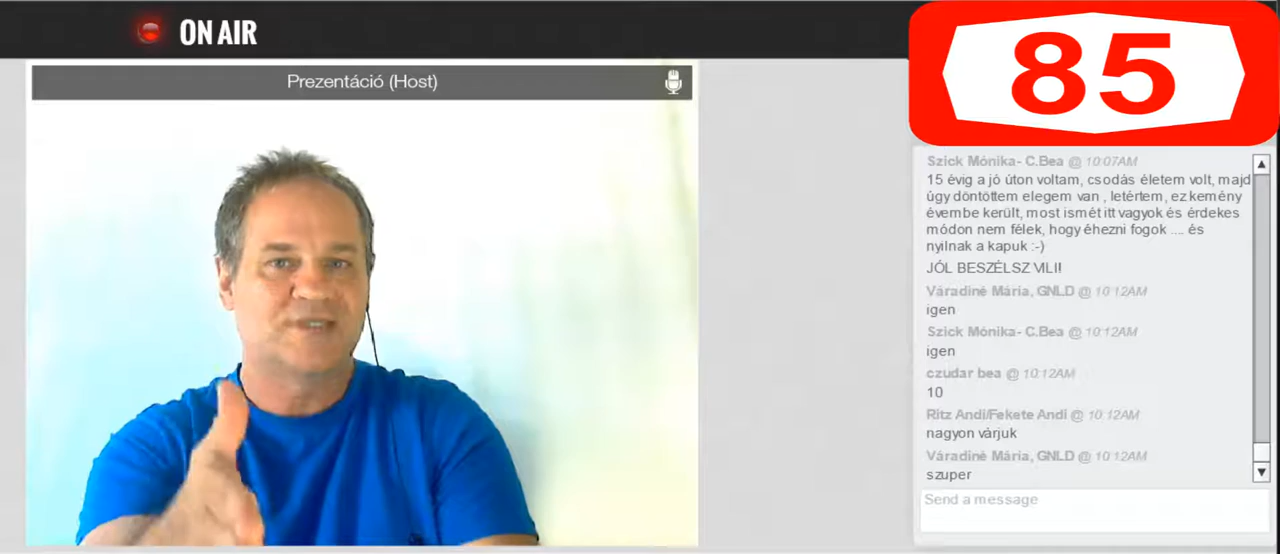 ON AIR
85
Prezentáció (Host)
Szick Mónika- C.Bea @ 10:07AM
15 évig a jó úton voltam, csodás életem volt, majd
úgy döntöttem elegem van , letértem, ez kemény
évembe került, most ismét itt vagyok és érdekes
módon nem félek, hogy éhezni fogok .... és
nyilnak a kapuk :-)
JÓL BESZÉLSZ VILI!
Váradiné Mária, GNLD @ 10:12AM
igen
Szick Mónika- C.Bea @ 10:12AM
igen
czudar bea @ 10:12AM
10
Ritz Andi/Fekete Andi @ 10:12AM
nagyon várjuk
Váradiné Mária, GNLD @ 10:12AM
szuper
Send a message